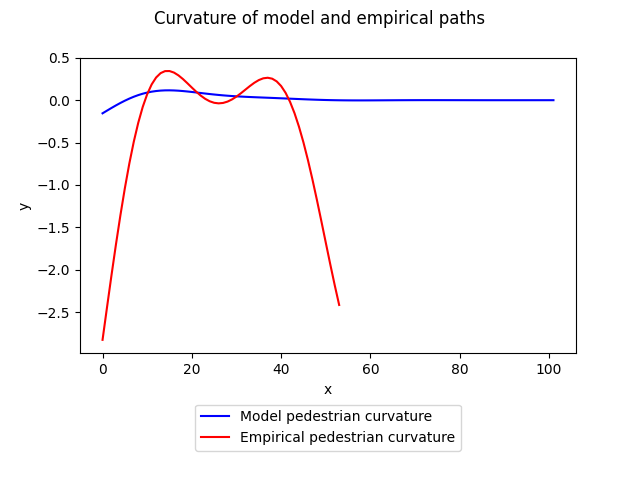 Curvature of model and empirical paths
0.5
0.0
−0.5
−1.0
−1.5
−2.0
−2.5
y
0 20 40 60 80 100
x
Model pedestrian curvature
Empirical pedestrian curvature